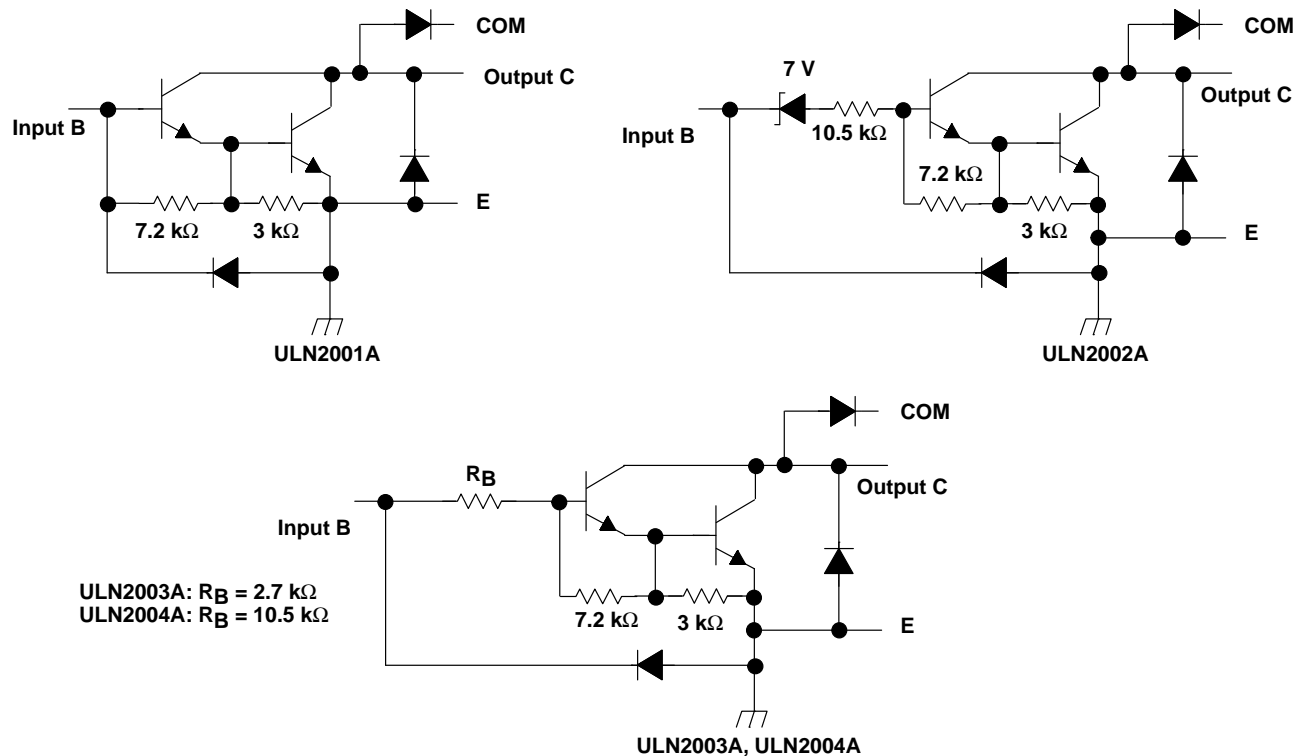 COM
Output C
Input B
E
7.2 kΩ
3 kΩ
ULN2001A
COM
7 V
Output C
Input B
10.5 kΩ
7.2 kΩ
3 kΩ
E
ULN2002A
COM
RB
Output C
Input B
ULN2003A: RB = 2.7 kΩ
ULN2004A: RB = 10.5 kΩ
7.2 kΩ
3 kΩ
E
ULN2003A, ULN2004A